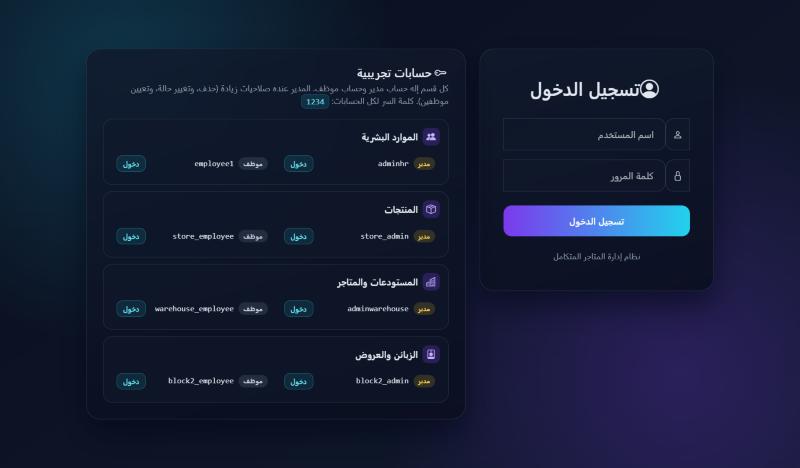 تسجيل الدخول
اسم المستخدم
كلمة المرور
تسجيل الدخول
نظام إدارة المتاجر المتكامل
حسابات تجريبية
كل قسم إله حساب مدير وحساب موظف. المدير عنده صلاحيات زيادة (حذف، وتغيير حالة، وتعيين
موظفين). كلمة السر لكل الحسابات: 1234
الموارد البشرية
مدير adminhr دخول موظف employee1 دخول
المنتجات
مدير store_admin دخول موظف store_employee دخول
المستودعات والمتاجر
مدير adminwarehouse دخول موظف warehouse_employee دخول
الزبائن والعروض
مدير block2_admin دخول موظف block2_employee دخول